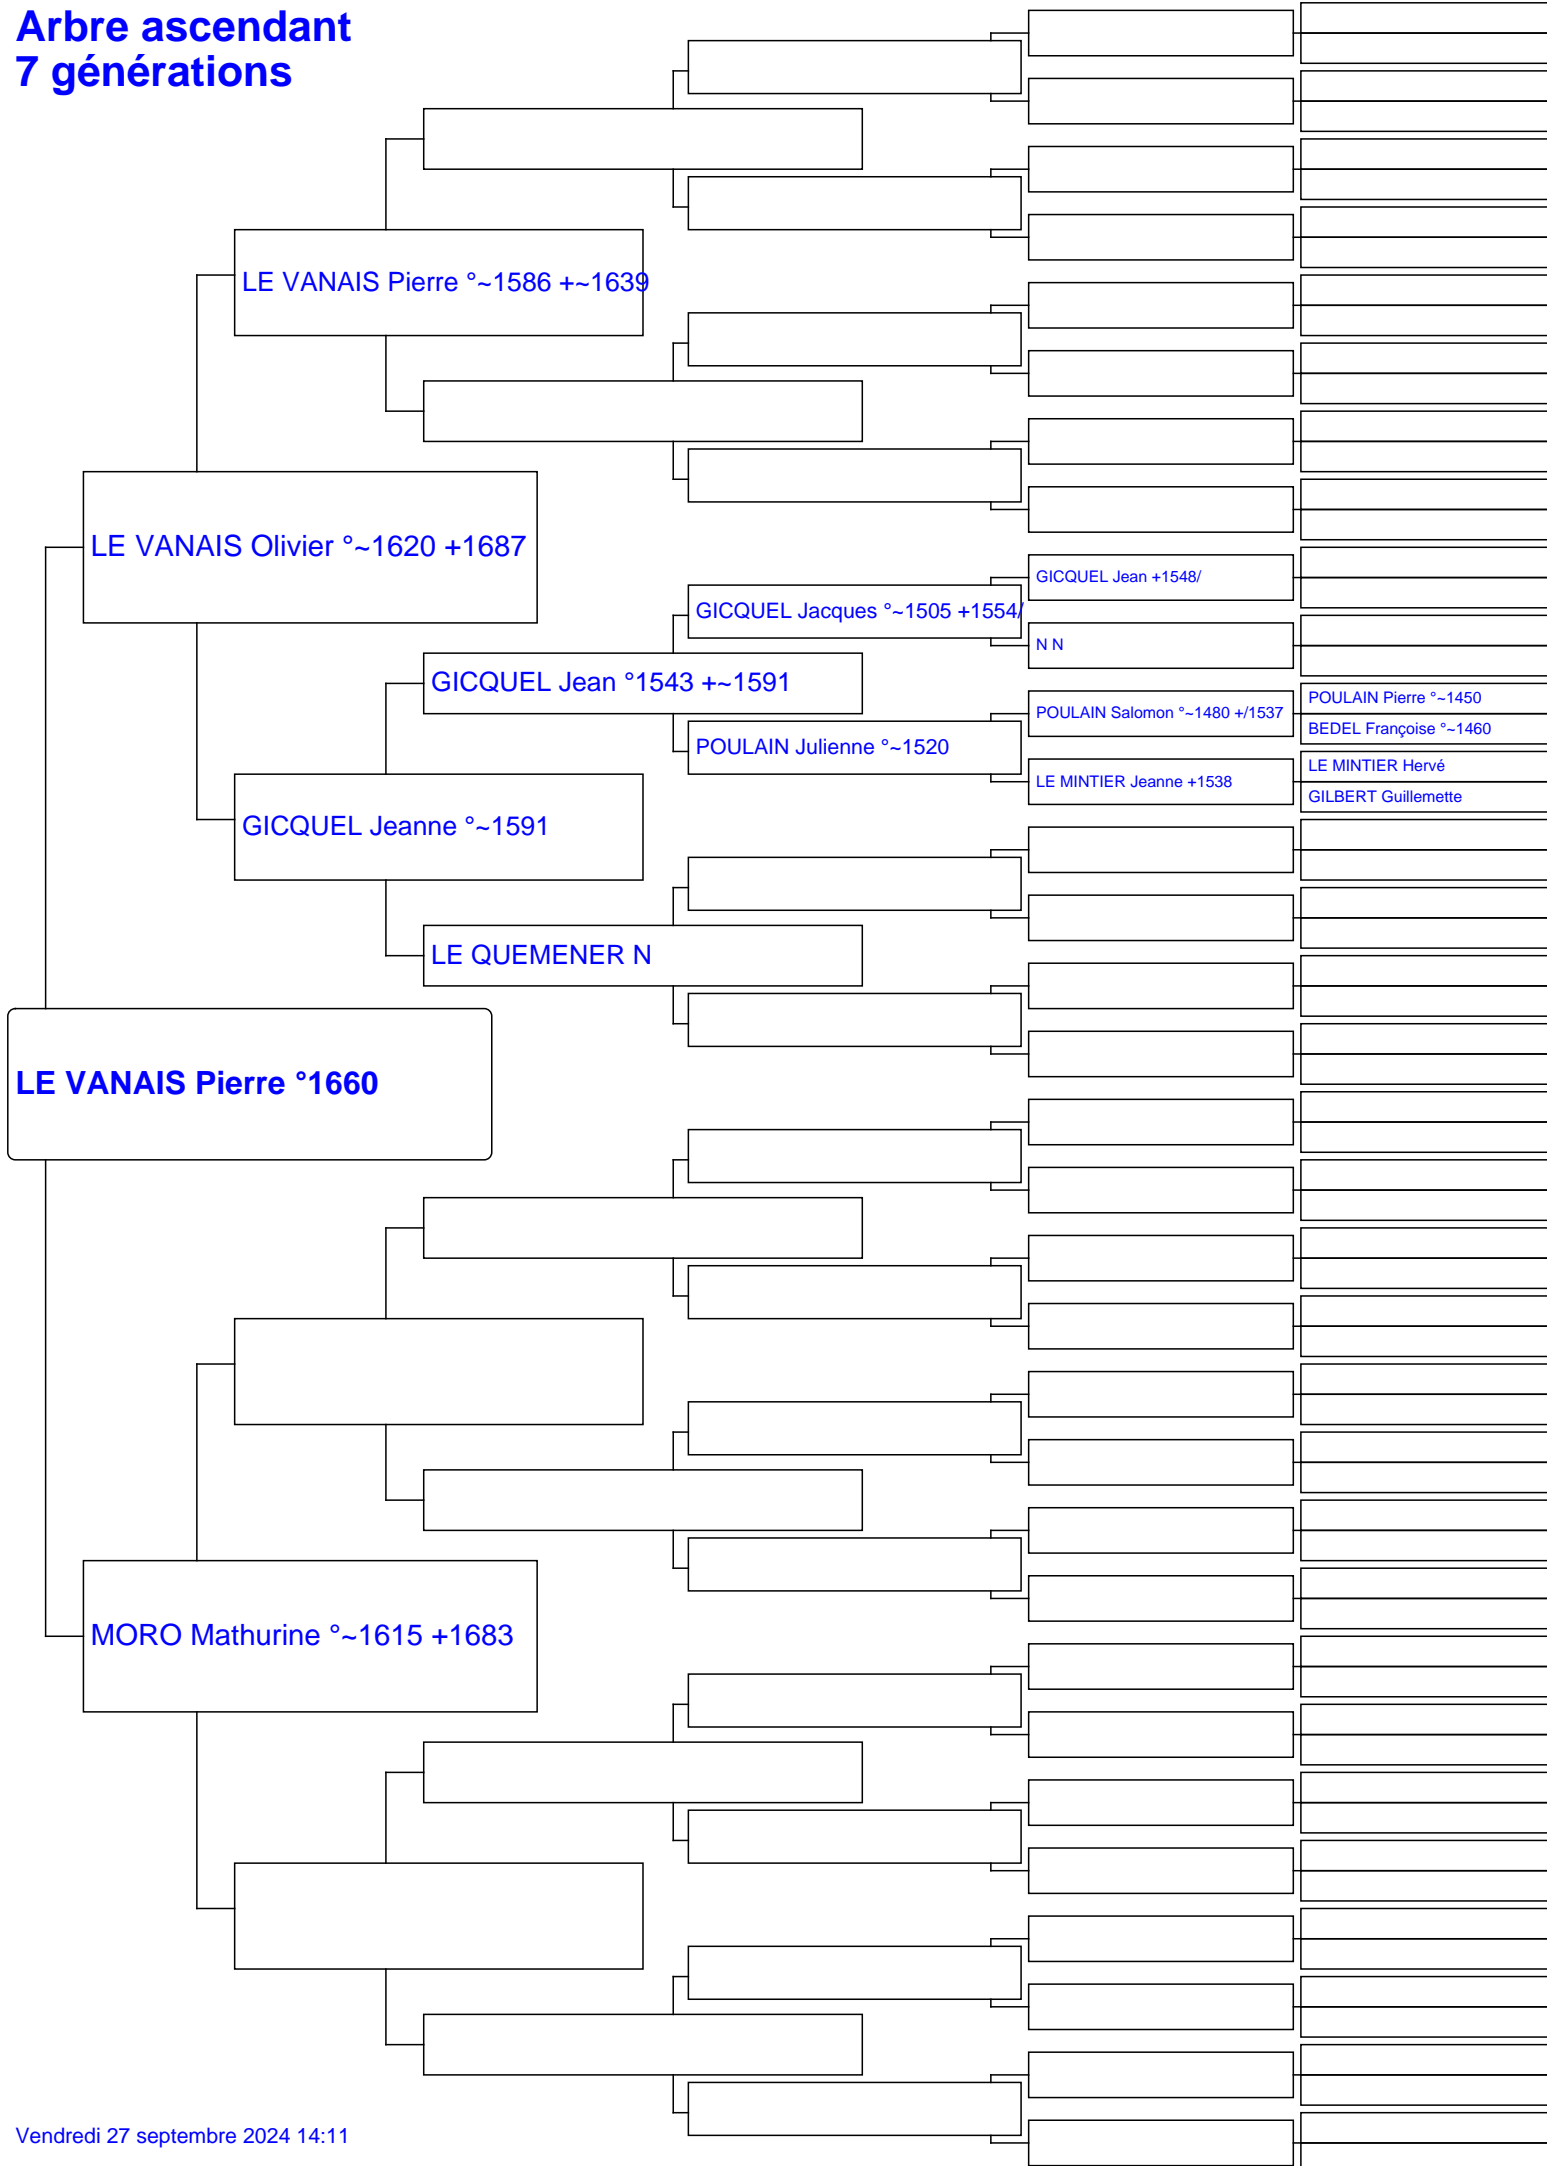 Arbre ascendant
7 générations
LE VANAIS Pierre °~1586 +~1639
LE VANAIS Olivier °~1620 +1687
GICQUEL Jean +1548/
GICQUEL Jacques °~1505 +1554/
N N
GICQUEL Jean °1543 +~1591
POULAIN Pierre °~1450
POULAIN Salomon °~1480 +/1537
BEDEL Françoise °~1460
POULAIN Julienne °~1520
LE MINTIER Hervé
LE MINTIER Jeanne +1538
GILBERT Guillemette
GICQUEL Jeanne °~1591
LE QUEMENER N
LE VANAIS Pierre °1660
MORO Mathurine °~1615 +1683
Vendredi 27 septembre 2024 14:11